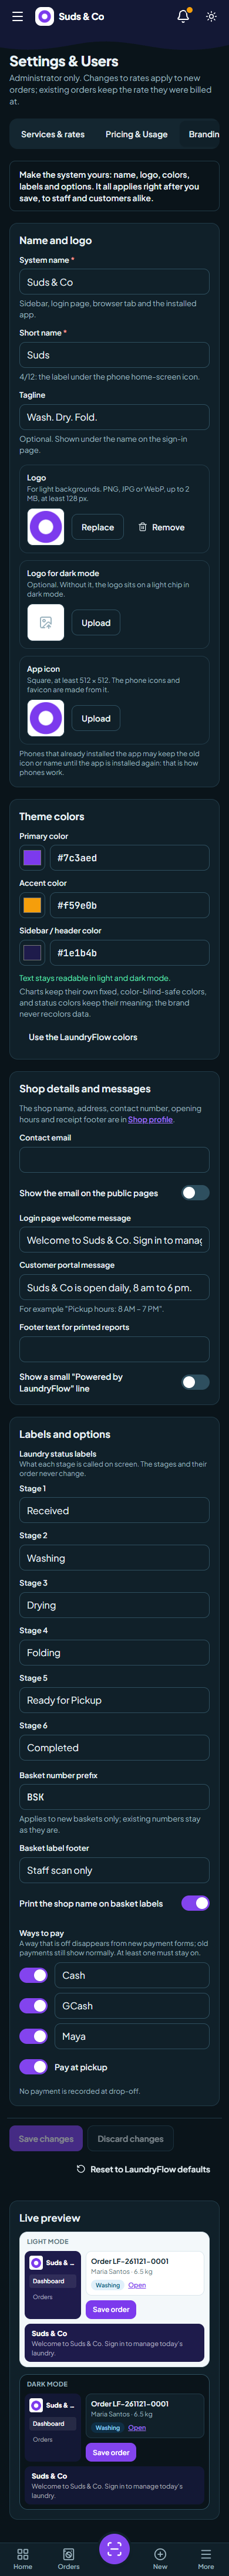 Suds & Co
Settings & Users
Administrator only. Changes to rates apply to new
orders; existing orders keep the rate they were billed
at.
Services & rates
Pricing & Usage
Brandin
Make the system yours: name, logo, colors,
labels and options. It all applies right after you
save, to staff and customers alike.
Name and logo
System name *
Suds & Co
Sidebar, login page, browser tab and the installed
app.
Short name *
Suds
4/12: the label under the phone home-screen icon.
Tagline
Wash. Dry. Fold.
Optional. Shown under the name on the sign-in
page.
Logo
For light backgrounds. PNG, JPG or WebP, up to 2
MB, at least 128 px.
Replace
Remove
Logo for dark mode
Optional. Without it, the logo sits on a light chip in
dark mode.
Upload
App icon
Square, at least 512 × 512. The phone icons and
favicon are made from it.
Upload
Phones that already installed the app may keep the old
icon or name until the app is installed again: that is how
phones work.
Theme colors
Primary color
#7c3aed
Accent color
#f59e0b
Sidebar / header color
#1e1b4b
Text stays readable in light and dark mode.
Charts keep their own fixed, color-blind-safe colors,
and status colors keep their meaning: the brand
never recolors data.
Use the LaundryFlow colors
Shop details and messages
The shop name, address, contact number, opening
hours and receipt footer are in Shop profile.
Contact email
Show the email on the public pages
Login page welcome message
Welcome to Suds & Co. Sign in to manag
Customer portal message
Suds & Co is open daily, 8 am to 6 pm.
For example "Pickup hours: 8 AM – 7 PM".
Footer text for printed reports
Show a small "Powered by
LaundryFlow" line
Labels and options
Laundry status labels
What each stage is called on screen. The stages and their
order never change.
Stage 1
Received
Stage 2
Washing
Stage 3
Drying
Stage 4
Folding
Stage 5
Ready for Pickup
Stage 6
Completed
Basket number prefix
BSK
Applies to new baskets only; existing numbers stay
as they are.
Basket label footer
Staff scan only
Print the shop name on basket labels
Ways to pay
A way that is off disappears from new payment forms; old
payments still show normally. At least one must stay on.
Cash
GCash
Maya
Pay at pickup
No payment is recorded at drop-off.
Save changes
Discard changes
Reset to LaundryFlow defaults
Live preview
LIGHT MODE
Suds & ...
Dashboard
Orders
Order LF-261121-0001
Maria Santos · 6.5 kg
Washing
Open
Save order
Suds & Co
Welcome to Suds & Co. Sign in to manage today's
laundry.
DARK MODE
Suds & ...
Dashboard
Orders
Order LF-261121-0001
Maria Santos · 6.5 kg
Washing
Open
Save order
Suds & Co
Welcome to Suds & Co. Sign in to manage today's
laundry.
Home
Orders
New
More